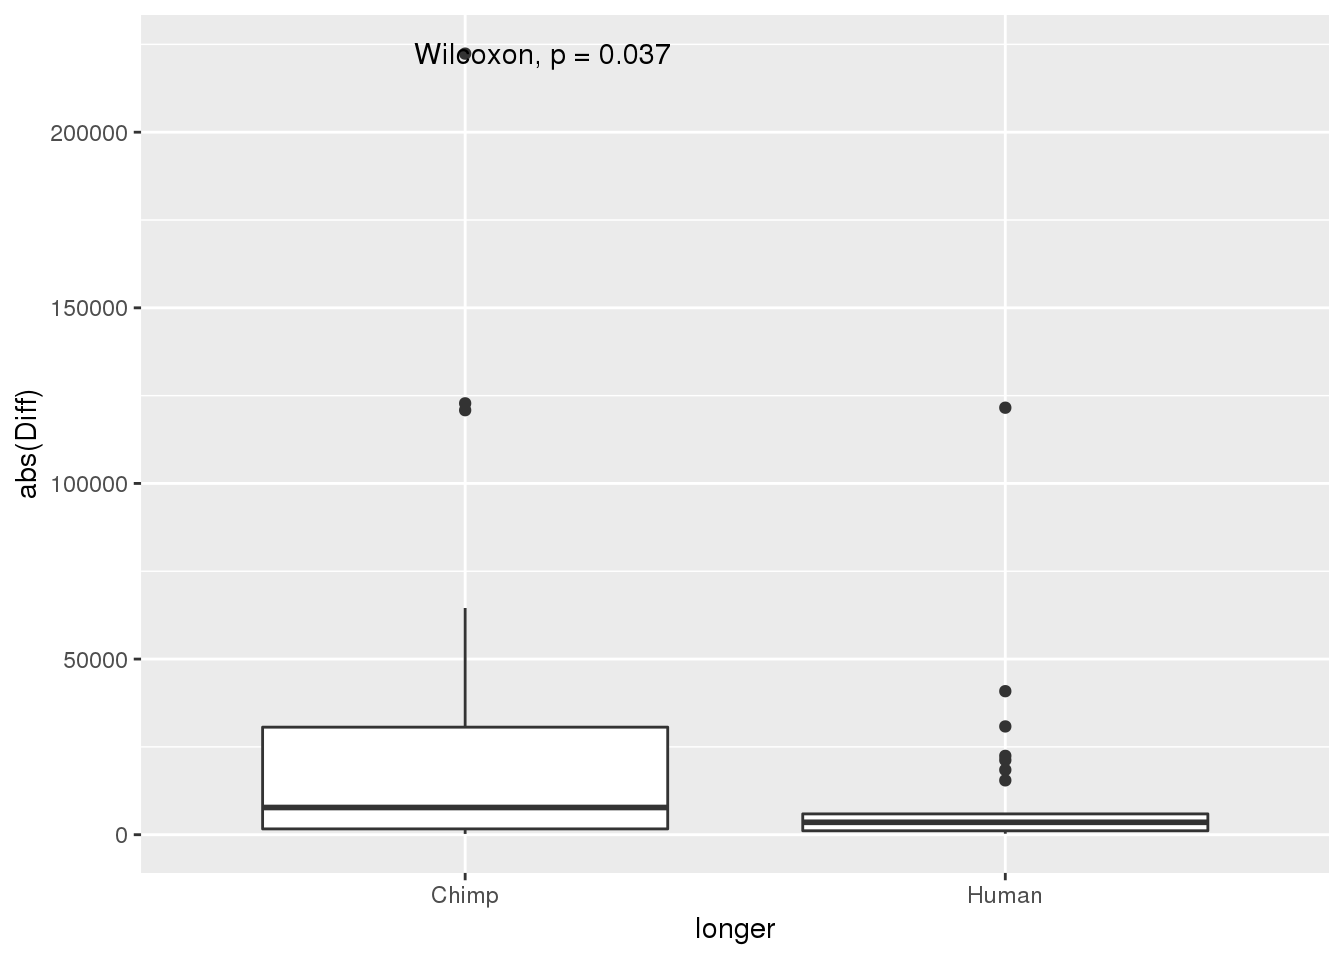 Wilcoxon, p = 0.037
200000
150000
100000
50000
0
abs(Diff)
Chimp
Human
longer